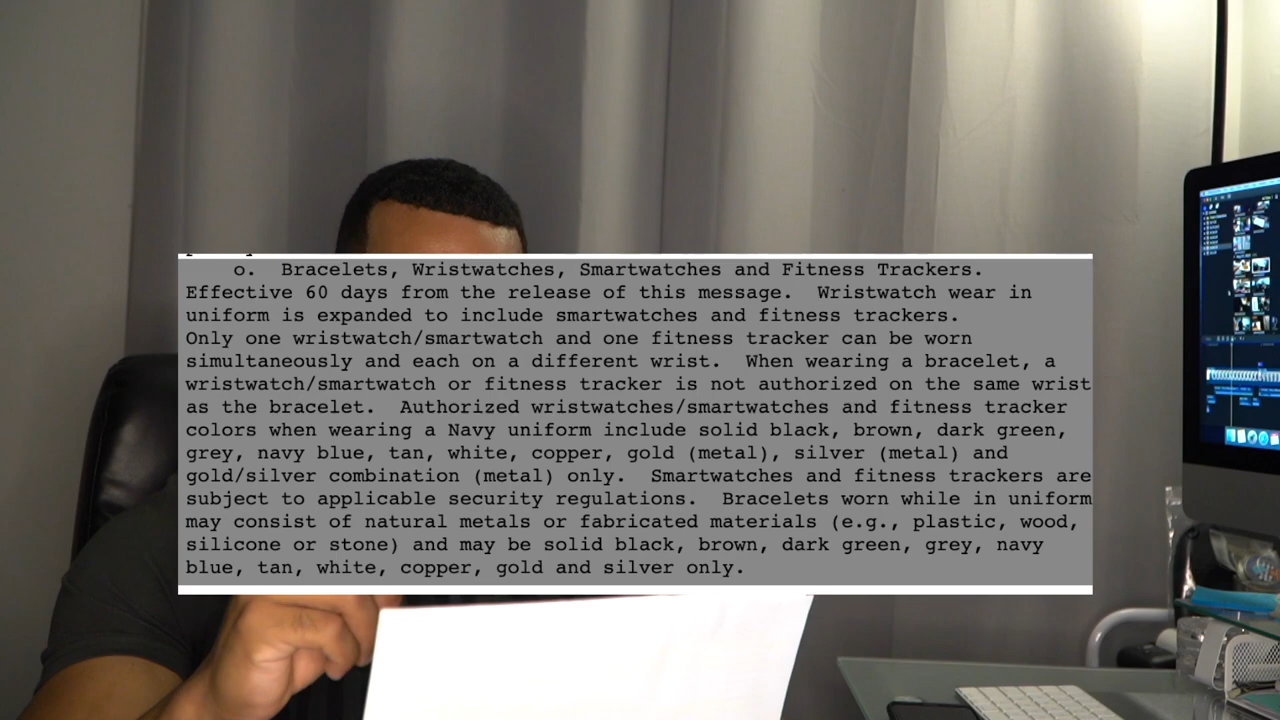 o. Bracelets, Wristwatches, Smartwatches and Fitness Trackers.
Effective 60 days from the release of this message. Wristwatch wear in
uniform is expanded to include smartwatches and fitness trackers.
Only one wristwatch/smartwatch and one fitness tracker can be worn
simultaneously and each on a different wrist. When wearing a bracelet, a
wristwatch/smartwatch or fitness tracker is not authorized on the same wrist
as the bracelet. Authorized wristwatches/smartwatches and fitness tracker
colors when wearing a Navy uniform include solid black, brown, dark green,
grey, navy blue, tan, white, copper, gold (metal), silver (metal) and
gold/silver combination (metal) only. Smartwatches and fitness trackers are
subject to applicable security regulations. Bracelets worn while in uniform
may consist of natural metals or fabricated materials (e.g., plastic, wood,
silicone or stone) and may be solid black, brown, dark green, grey, navy
blue, tan, white, copper, gold and silver only.